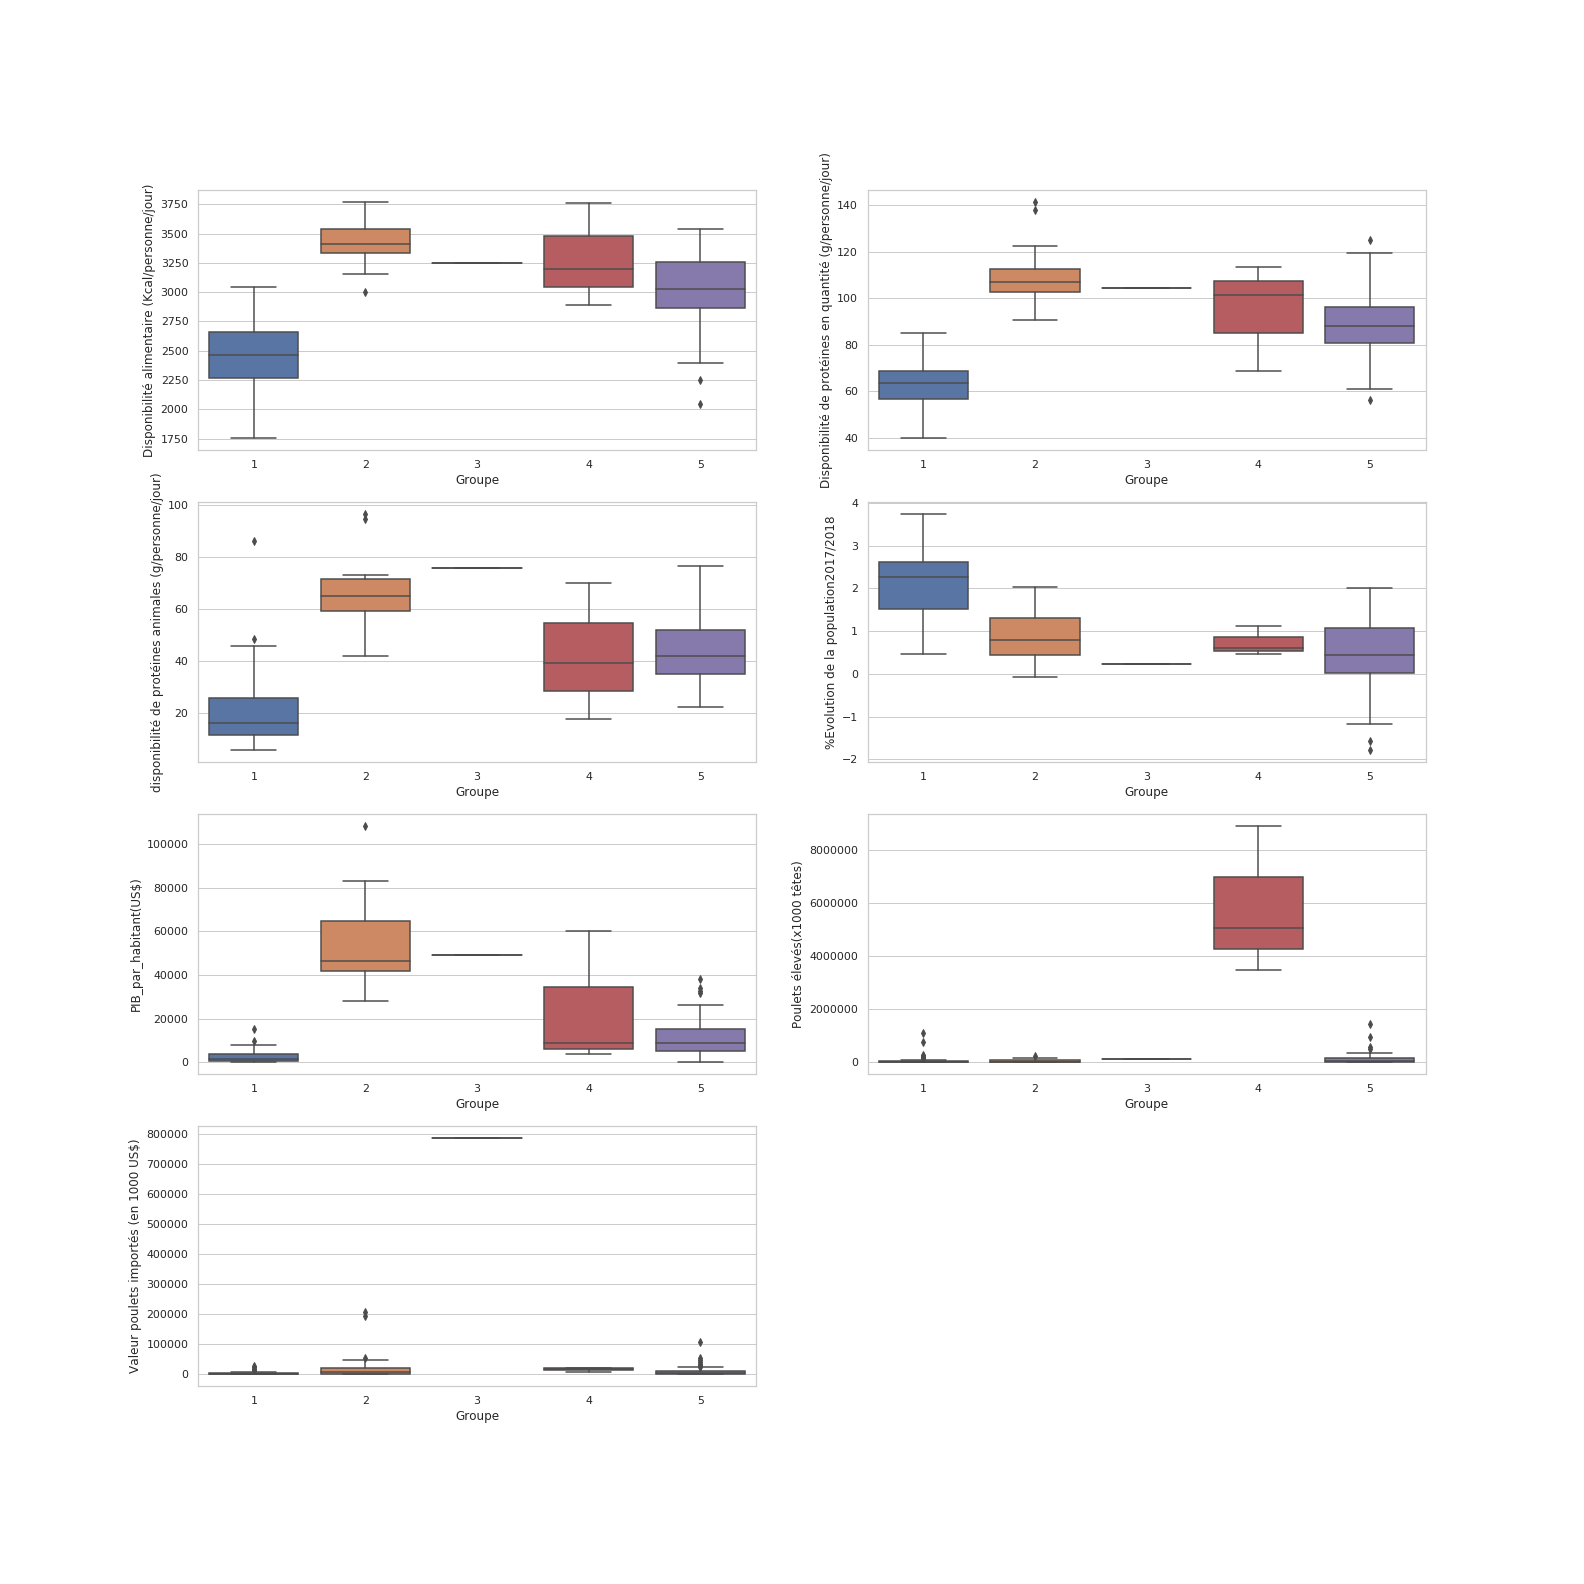 Disponibilité alimentaire (Kcal/personne/jour)
3750
3500
3250
3000
2750
2500
2250
2000
1750
1 2 3 4 5
Groupe
Disponibilité de protéines en quantité (g/personne/jour)
140
120
100
80
60
40
1 2 3 4 5
Groupe
disponibilité de protéines animales (g/personne/jour)
100
80
60
40
20
1 2 3 4 5
Groupe
%Evolution de la population2017/2018
4
3
2
1
0
−1
−2
1 2 3 4 5
Groupe
PIB_par_habitant(US$)
100000
80000
60000
40000
20000
0
1 2 3 4 5
Groupe
Poulets élevés(x1000 têtes)
8000000
6000000
4000000
2000000
0
1 2 3 4 5
Groupe
Valeur poulets importés (en 1000 US$)
800000
700000
600000
500000
400000
300000
200000
100000
0
1 2 3 4 5
Groupe